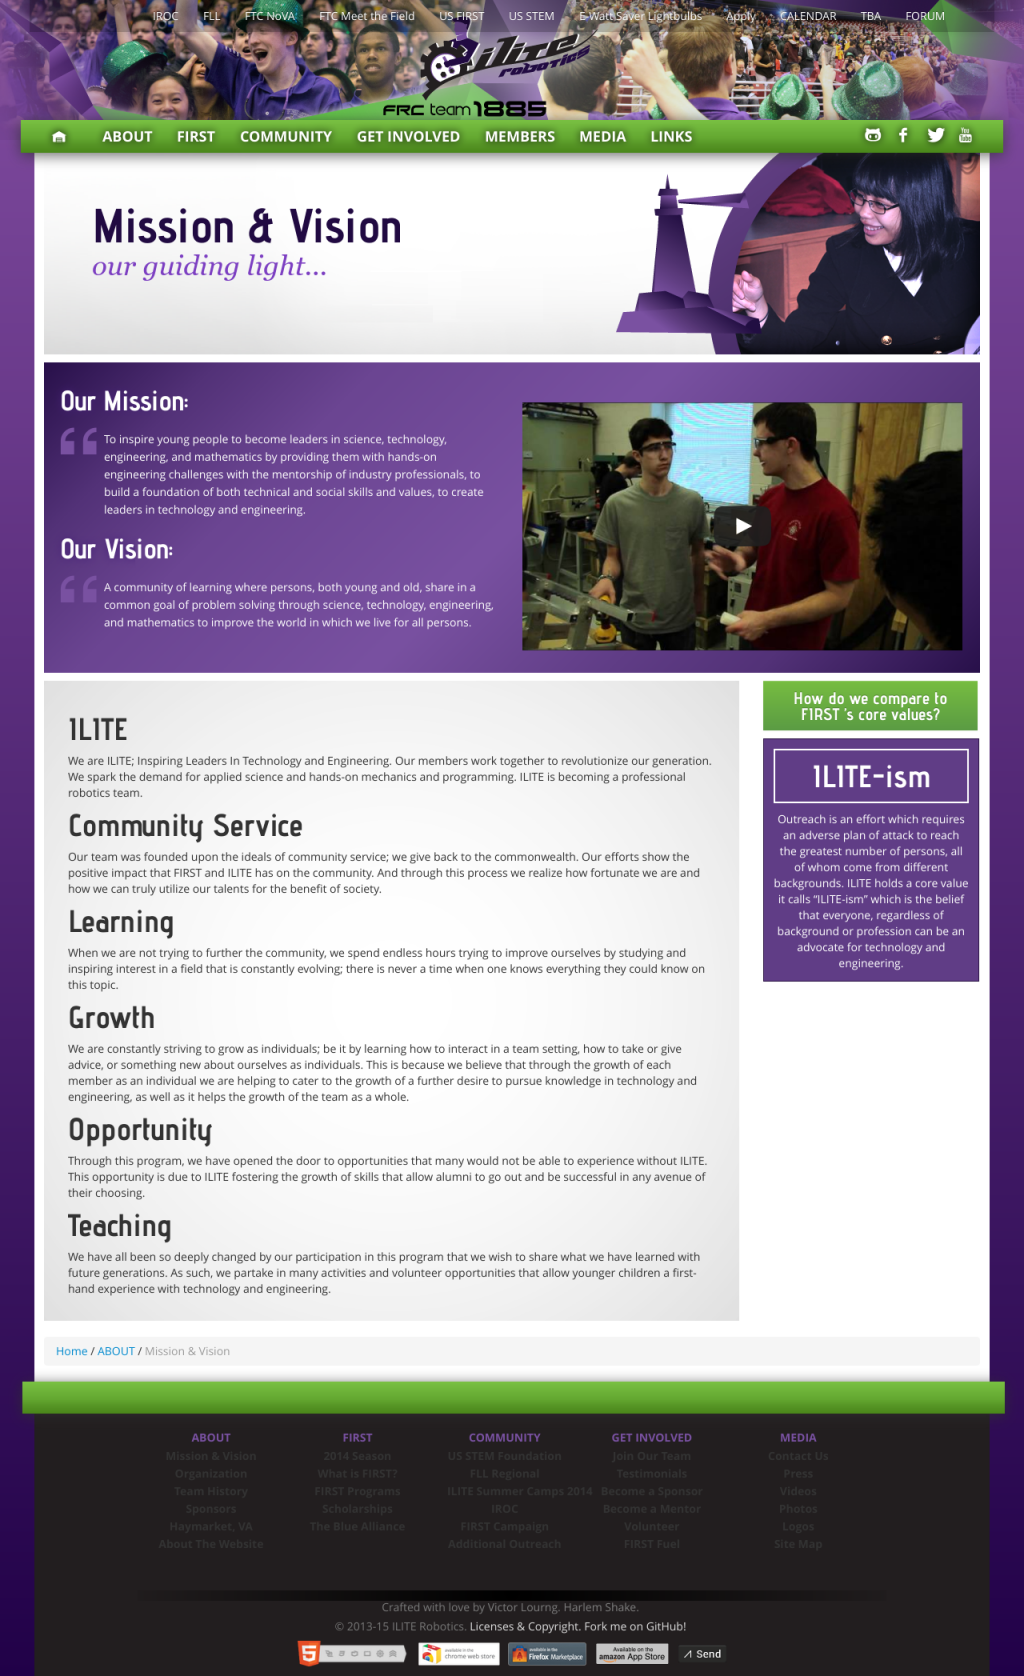 IROC FLL FTC NoVA FTC Meet the Field US FIRST US STEM E-Watt Saver Lightbulbs Apply CALENDAR TBA FORUM
iLite
robotics
FRC team 1885
ABOUT FIRST COMMUNITY GET INVOLVED MEMBERS MEDIA LINKS
You
Tube
Mission & Vision
our guiding light...
Our Mission:
To inspire young people to become leaders in science, technology,
engineering, and mathematics by providing them with hands-on
engineering challenges with the mentorship of industry professionals, to
build a foundation of both technical and social skills and values, to create
leaders in technology and engineering.
Our Vision:
A community of learning where persons, both young and old, share in a
common goal of problem solving through science, technology, engineering,
and mathematics to improve the world in which we live for all persons.
ILITE
We are ILITE; Inspiring Leaders In Technology and Engineering. Our members work together to revolutionize our generation.
We spark the demand for applied science and hands-on mechanics and programming. ILITE is becoming a professional
robotics team.
Community Service
Our team was founded upon the ideals of community service; we give back to the commonwealth. Our efforts show the
positive impact that FIRST and ILITE has on the community. And through this process we realize how fortunate we are and
how we can truly utilize our talents for the benefit of society.
Learning
When we are not trying to further the community, we spend endless hours trying to improve ourselves by studying and
inspiring interest in a field that is constantly evolving; there is never a time when one knows everything they could know on
this topic.
Growth
We are constantly striving to grow as individuals; be it by learning how to interact in a team setting, how to take or give
advice, or something new about ourselves as individuals. This is because we believe that through the growth of each
member as an individual we are helping to cater to the growth of a further desire to pursue knowledge in technology and
engineering, as well as it helps the growth of the team as a whole.
Opportunity
Through this program, we have opened the door to opportunities that many would not be able to experience without ILITE.
This opportunity is due to ILITE fostering the growth of skills that allow alumni to go out and be successful in any avenue of
their choosing.
Teaching
We have all been so deeply changed by our participation in this program that we wish to share what we have learned with
future generations. As such, we partake in many activities and volunteer opportunities that allow younger children a first-
hand experience with technology and engineering.
How do we compare to
FIRST 's core values?
ILITE-ism
Outreach is an effort which requires
an adverse plan of attack to reach
the greatest number of persons, all
of whom come from different
backgrounds. ILITE holds a core value
it calls “ILITE-ism” which is the belief
that everyone, regardless of
background or profession can be an
advocate for technology and
engineering.
Home / ABOUT / Mission & Vision
ABOUT FIRST COMMUNITY GET INVOLVED MEDIA
Mission & Vision 2014 Season US STEM Foundation Join Our Team Contact Us
Organization What is FIRST? FLL Regional Testimonials Press
Team History FIRST Programs ILITE Summer Camps 2014 Become a Sponsor Videos
Sponsors Scholarships IROC Become a Mentor Photos
Haymarket, VA The Blue Alliance FIRST Campaign Volunteer Logos
About The Website Additional Outreach FIRST Fuel Site Map
Crafted with love by Victor Lourng. Harlem Shake.
© 2013-15 ILITE Robotics. Licenses & Copyright. Fork me on GitHub!
available in the
chrome web store
available in the
Firefox Marketplace
Available on the
amazon App Store
Send